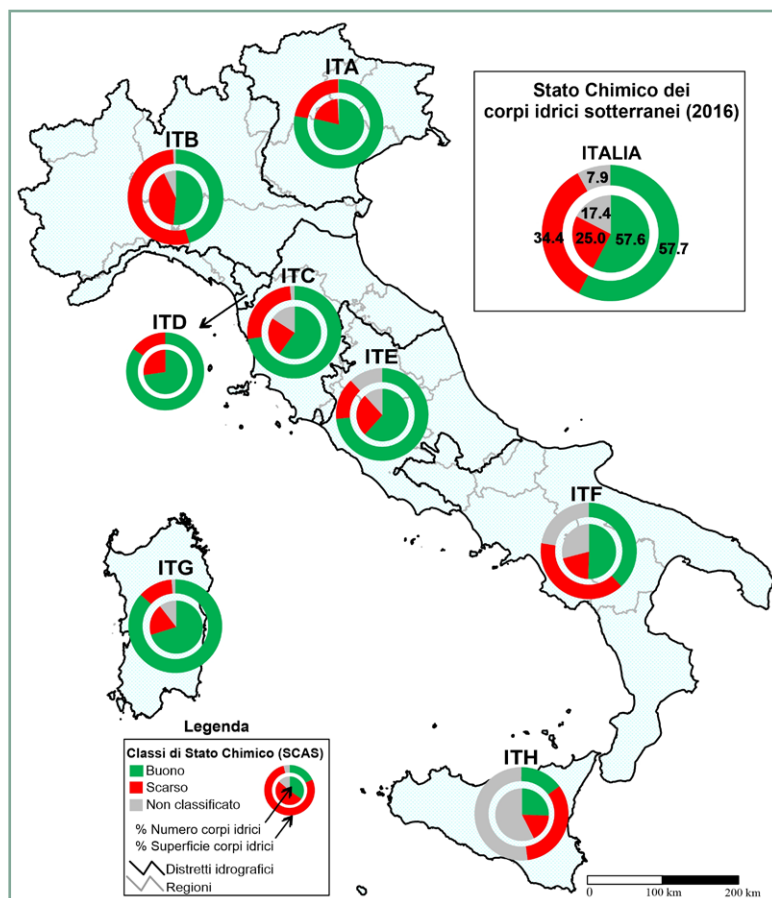 ITA
Stato Chimico dei
corpi idrici sotterranei (2016)
ITB
ITALIA
7.9
17.4
34.4
25.0
57.6
57.7
ITC
ITD
ITE
ITF
ITG
Legenda
Classi di Stato Chimico (SCAS)
Buono
Scarso
Non classificato
% Numero corpi idrici
% Superficie corpi idrici
Distretti idrografici
Regioni
ITH
0 100 km 200 km